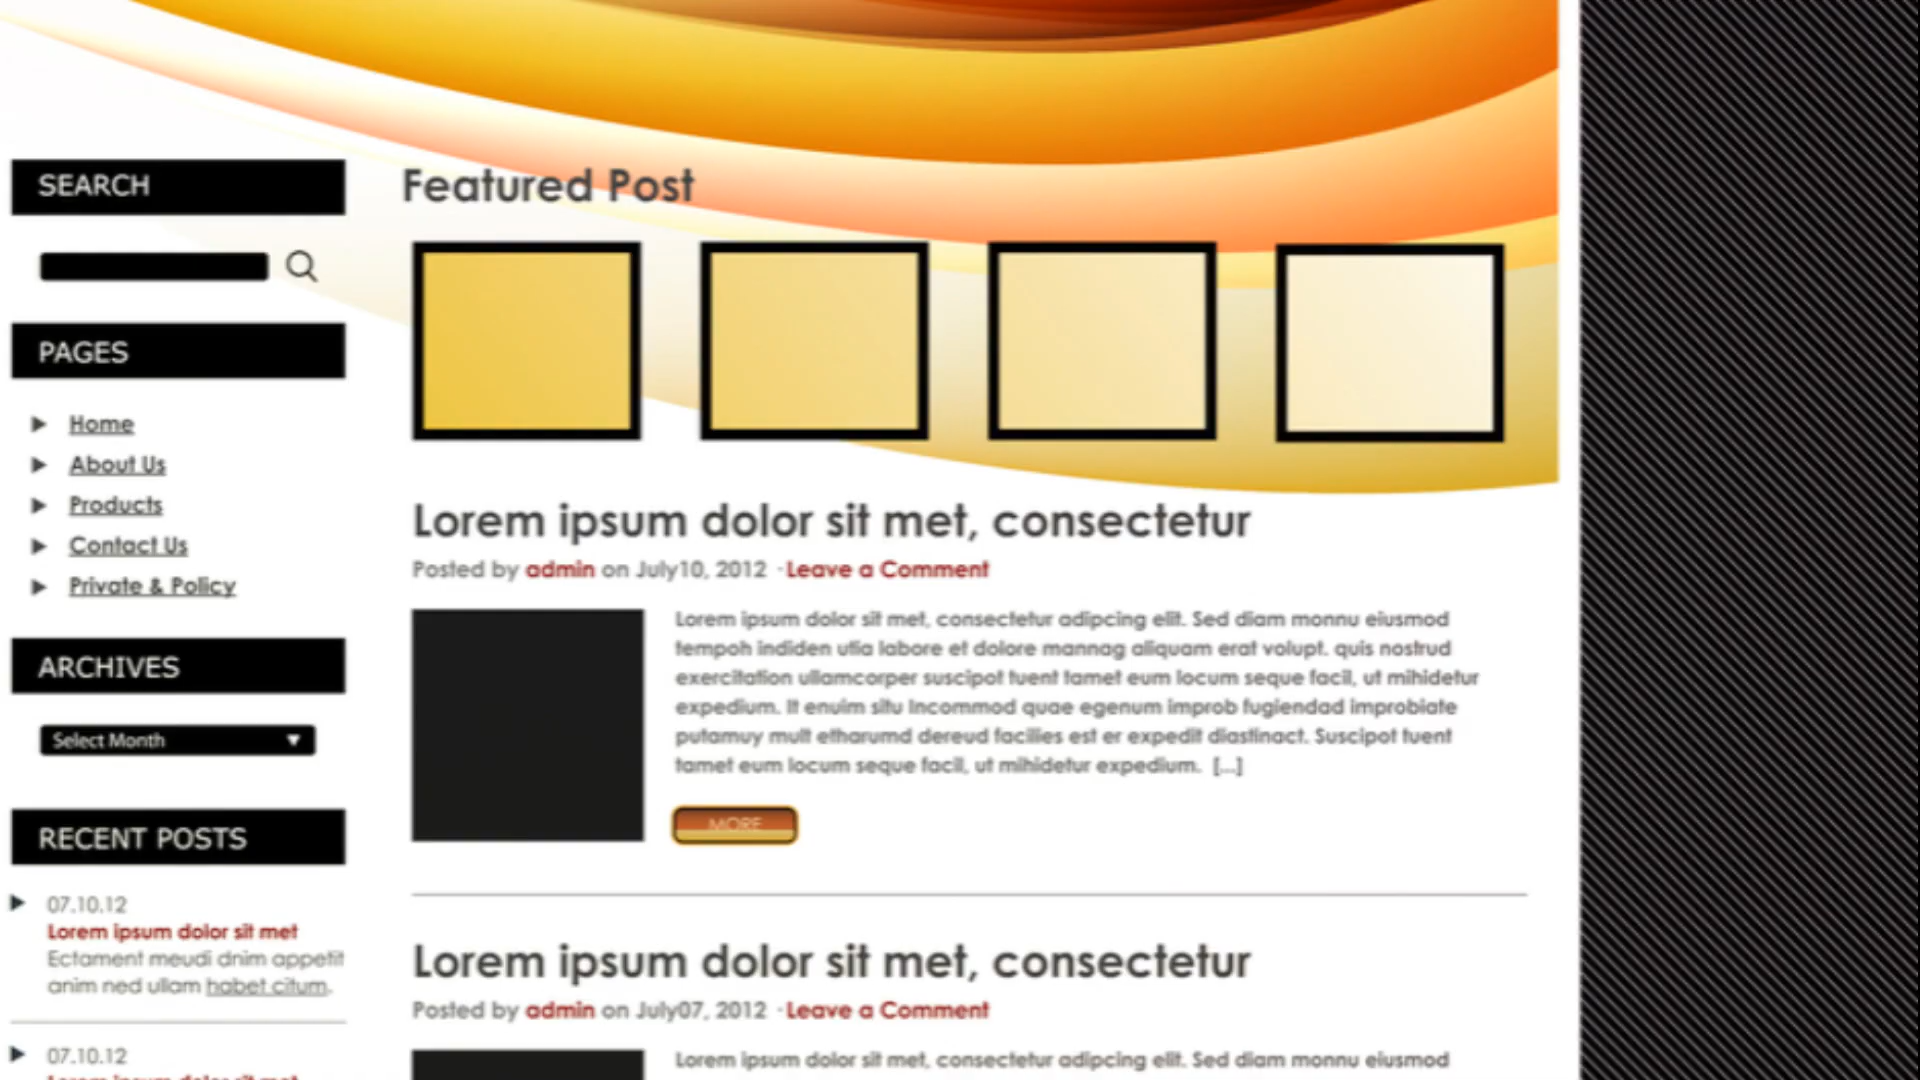 SEARCH
PAGES
Home
About Us
Products
Contact Us
Private & Policy
ARCHIVES
Select Month
RECENT POSTS
07.10.12
Lorem ipsum dolor sit met
Ectament meudi dnim appetit
anim ned ullam habet citum.
07.10.12
Lorem ipsum dolor sit met
Featured Post
Lorem ipsum dolor sit met, consectetur
Posted by admin on July10, 2012 · Leave a Comment
Lorem ipsum dolor sit met, consectetur adipcing elit. Sed diam monnu eiusmod
tempoh indiden utia labore et dolore mannag aliquam erat volupt. quis nostrud
exercitation ullamcorper suscipot tuent tamet eum locum seque facil, ut mihidetur
expedium. It enuim situ Incommod quae egenum improb fugiendad improbiate
putamuy mult etharumd dereud facilies est er expedit diastinact. Suscipot tuent
tamet eum locum seque facil, ut mihidetur expedium. [...]
MORE
Lorem ipsum dolor sit met, consectetur
Posted by admin on July07, 2012 · Leave a Comment
Lorem ipsum dolor sit met, consectetur adipcing elit. Sed diam monnu eiusmod